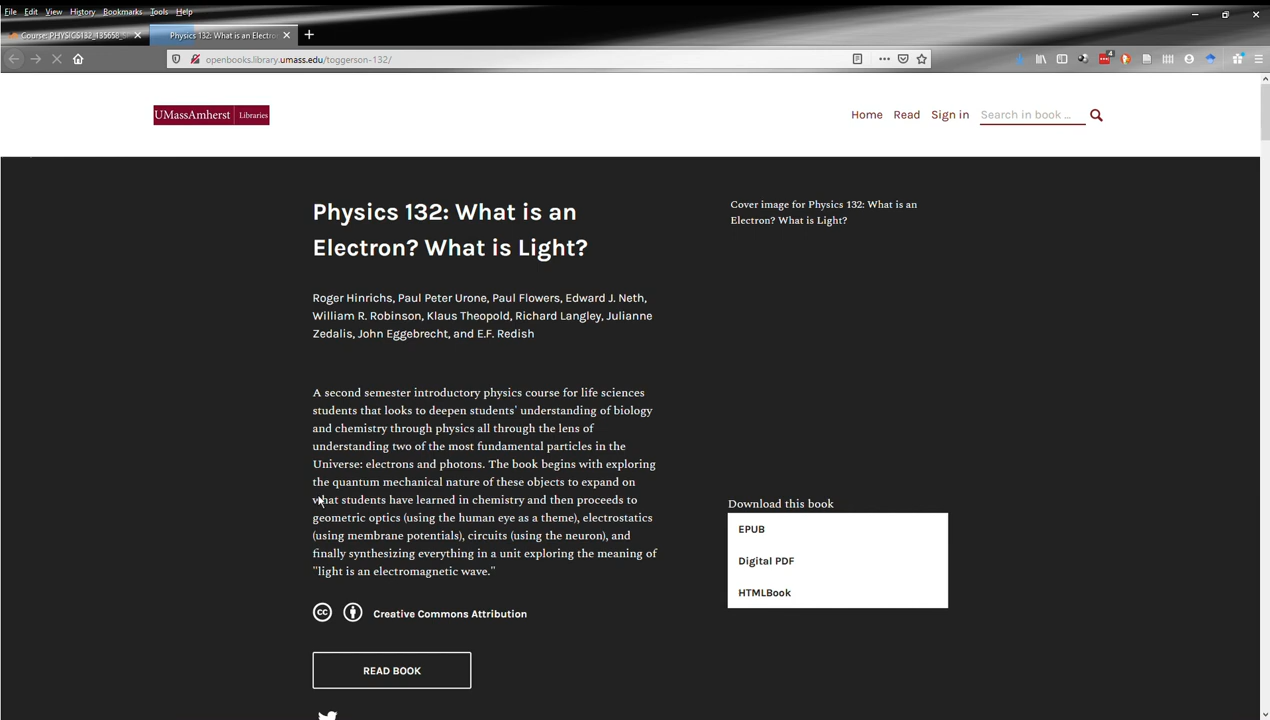 File Edit View History Bookmarks Tools Help
Course: PHYSICS132_135658_SP
Physics 132: What is an Electron
openbooks.library.umass.edu/toggerson-132/
4
UMassAmherst Libraries
Home Read Sign in Search in book ...
Physics 132: What is an
Electron? What is Light?
Cover image for Physics 132: What is an
Electron? What is Light?
Roger Hinrichs, Paul Peter Urone, Paul Flowers, Edward J. Neth,
William R. Robinson, Klaus Theopold, Richard Langley, Julianne
Zedalis, John Eggebrecht, and E.F. Redish
A second semester introductory physics course for life sciences
students that looks to deepen students' understanding of biology
and chemistry through physics all through the lens of
understanding two of the most fundamental particles in the
Universe: electrons and photons. The book begins with exploring
the quantum mechanical nature of these objects to expand on
what students have learned in chemistry and then proceeds to
geometric optics (using the human eye as a theme), electrostatics
(using membrane potentials), circuits (using the neuron), and
finally synthesizing everything in a unit exploring the meaning of
"light is an electromagnetic wave."
Download this book
EPUB
Digital PDF
HTMLBook
cc Creative Commons Attribution
READ BOOK